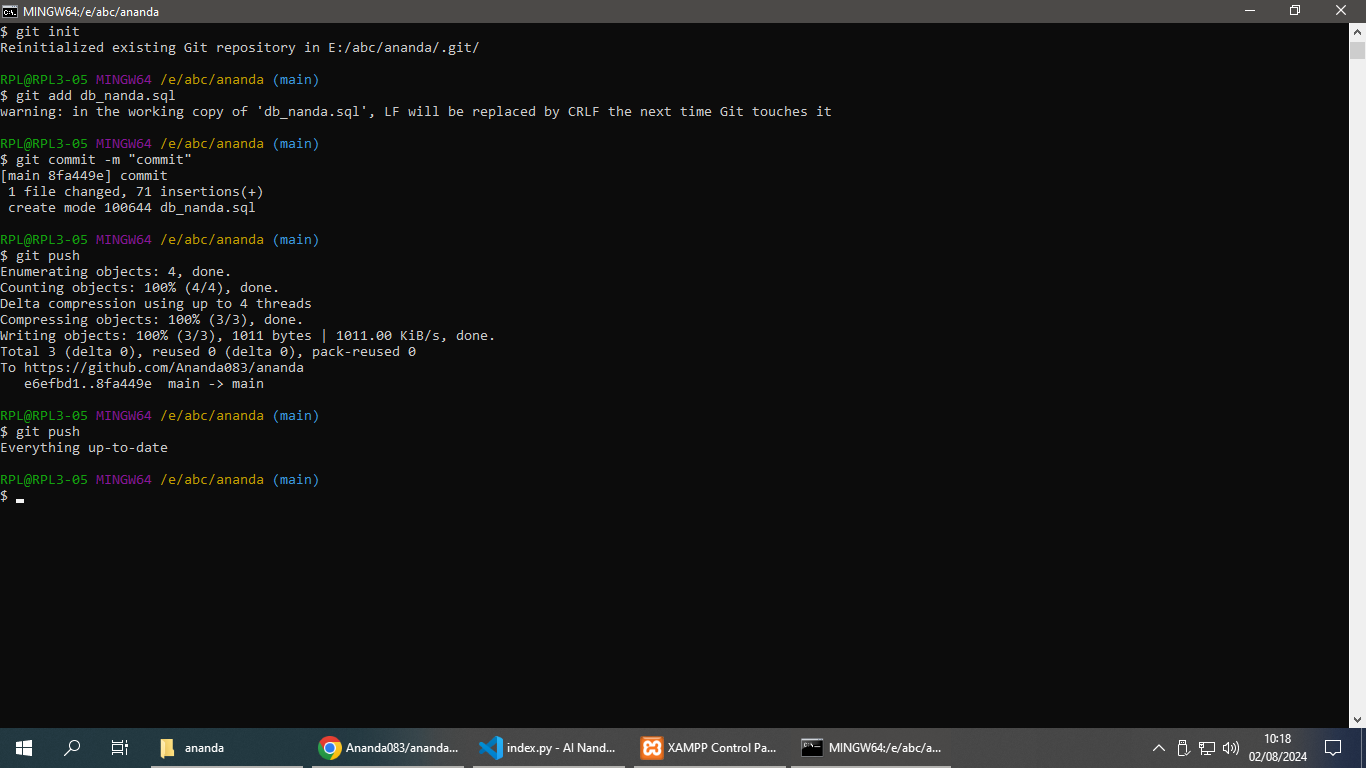 MINGW64:/e/abc/ananda
$ git init
Reinitialized existing Git repository in E:/abc/ananda/.git/
RPL@RPL3-05 MINGW64 /e/abc/ananda (main)
$ git add db_nanda.sql
warning: in the working copy of 'db_nanda.sql', LF will be replaced by CRLF the next time Git touches it
RPL@RPL3-05 MINGW64 /e/abc/ananda (main)
$ git commit -m "commit"
[main 8fa449e] commit
1 file changed, 71 insertions(+)
create mode 100644 db_nanda.sql
RPL@RPL3-05 MINGW64 /e/abc/ananda (main)
$ git push
Enumerating objects: 4, done.
Counting objects: 100% (4/4), done.
Delta compression using up to 4 threads
Compressing objects: 100% (3/3), done.
Writing objects: 100% (3/3), 1011 bytes | 1011.00 KiB/s, done.
Total 3 (delta 0), reused 0 (delta 0), pack-reused 0
To https://github.com/Ananda083/ananda
e6efbd1..8fa449e  main -> main
RPL@RPL3-05 MINGW64 /e/abc/ananda (main)
$ git push
Everything up-to-date
RPL@RPL3-05 MINGW64 /e/abc/ananda (main)
$
ananda
Ananda083/ananda...
index.py - AI Nand...
XAMPP Control Pa...
MINGW64:/e/abc/a...
10:18
02/08/2024